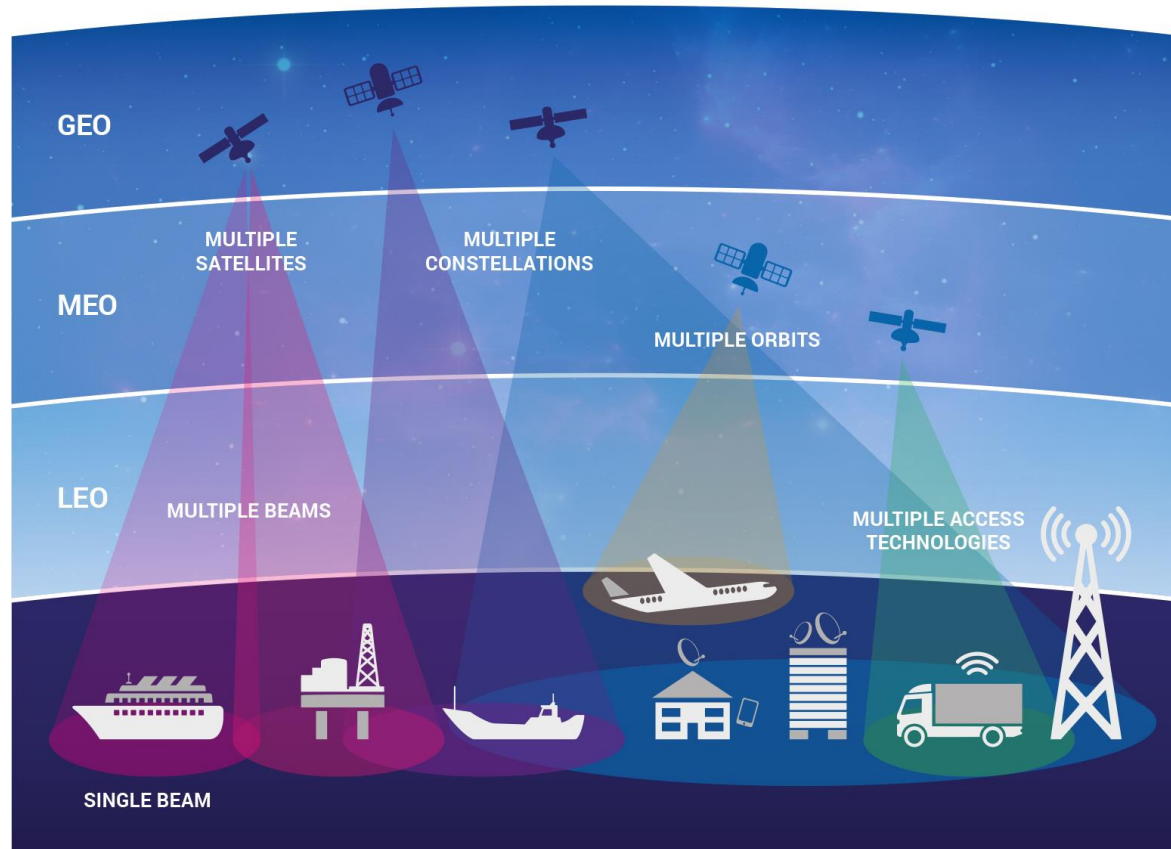 GEO
MULTIPLE
SATELLITES
MULTIPLE
CONSTELLATIONS
MEO
MULTIPLE ORBITS
LEO
MULTIPLE BEAMS
MULTIPLE ACCESS
TECHNOLOGIES
SINGLE BEAM